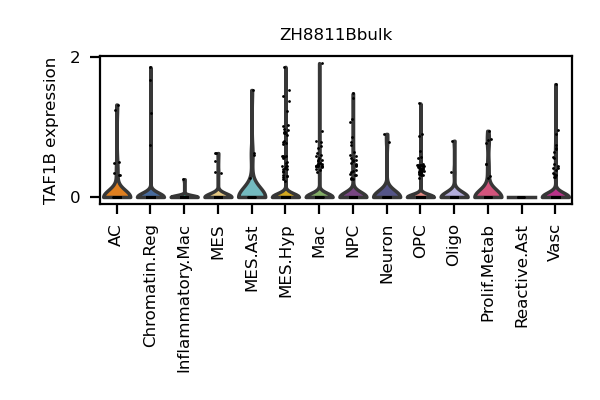 ZH8811Bbulk
TAF1B expression
2
0
AC
Chromatin.Reg
Inflammatory.Mac
MES
MES.Ast
MES.Hyp
Mac
NPC
Neuron
OPC
Oligo
Prolif.Metab
Reactive.Ast
Vasc